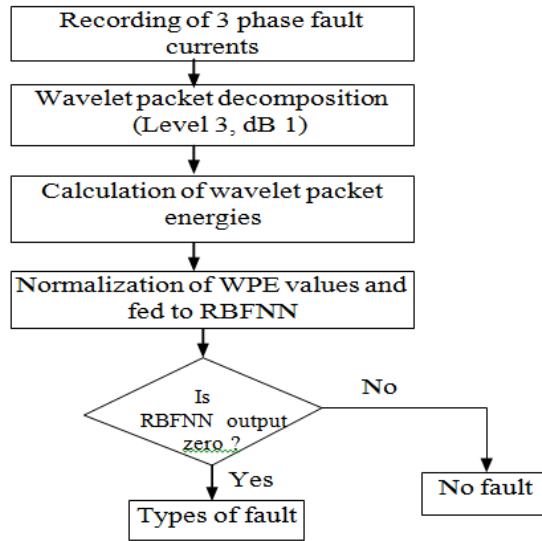 Recording of 3 phase fault
currents
Wavelet packet decomposition
(Level 3, dB 1)
Calculation of wavelet packet
energies
Normalization of WPE values and
fed to RBFNN
Is
RBFNN output
zero ?
No
Yes
No fault
Types of fault